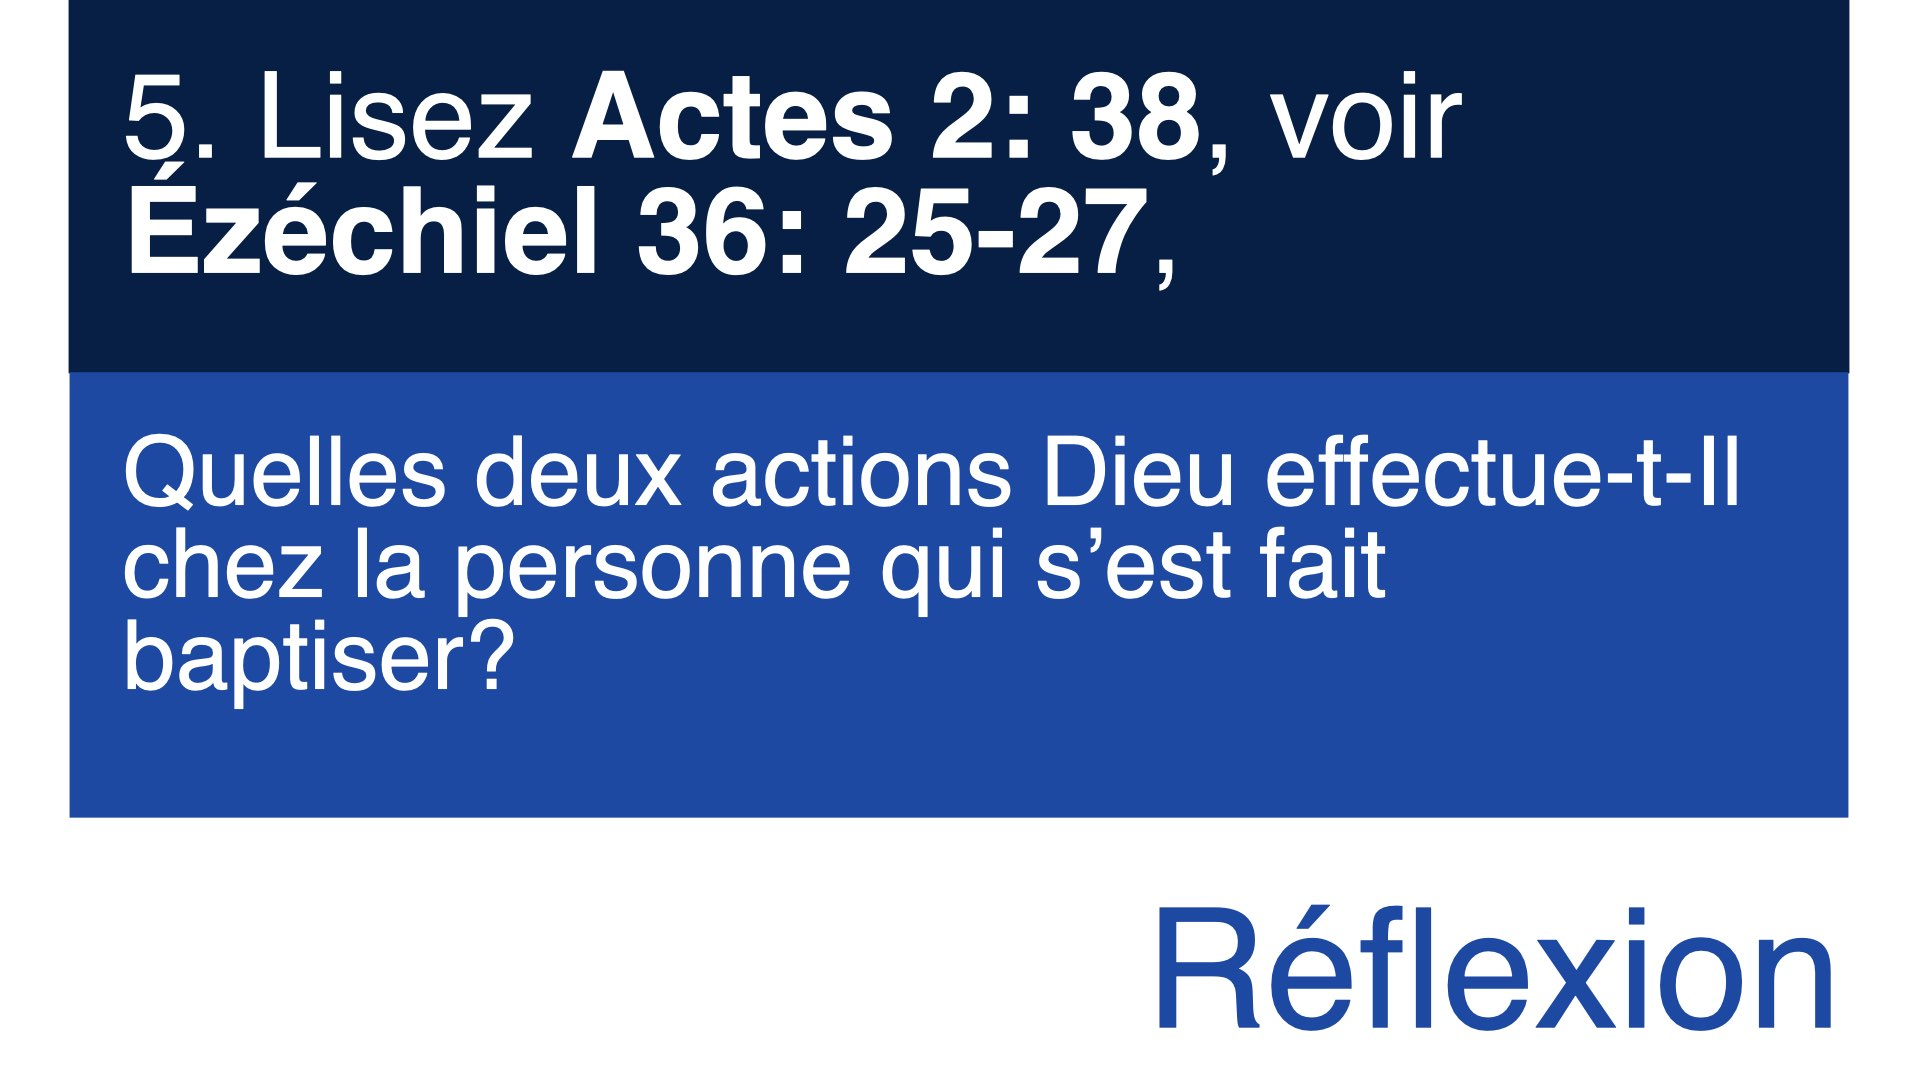 5. Lisez Actes 2: 38, voir
Ézéchiel 36: 25-27,
Quelles deux actions Dieu effectue-t-Il
chez la personne qui s’est fait
baptiser?
Réflexion